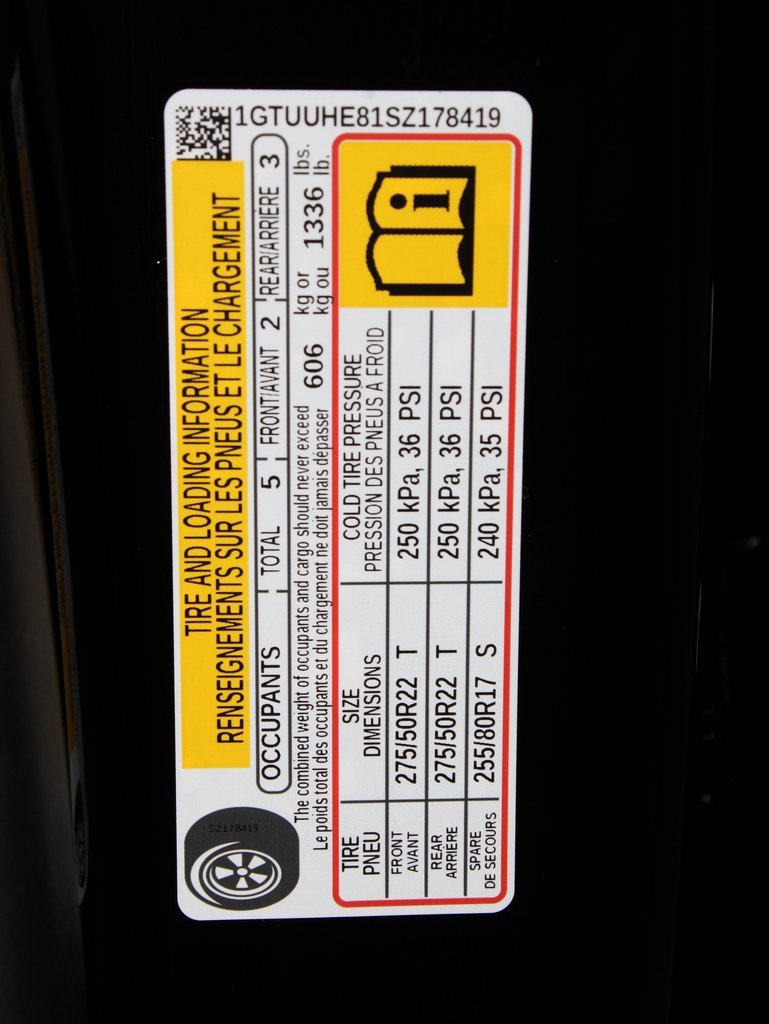 1GTUUHE81SZ178419
TIRE AND LOADING INFORMATION
RENSEIGNEMENTS SUR LES PNEUS ET LE CHARGEMENT
OCCUPANTS TOTAL 5 FRONT/AVANT 2 REAR/ARRIÈRE 3
The combined weight of occupants and cargo should never exceed 606 kg or 1336 lbs.
Le poids total des occupants et du chargement ne doit jamais dépasser kg ou lb.
TIRE SIZE COLD TIRE PRESSURE
PNEU DIMENSIONS PRESSION DES PNEUS A FROID
FRONT 275/50R22 T 250 kPa, 36 PSI
AVANT
REAR 275/50R22 T 250 kPa, 36 PSI
ARRIERE
SPARE 255/80R17 S 240 kPa, 35 PSI
DE SECOURS
SZ178419
i